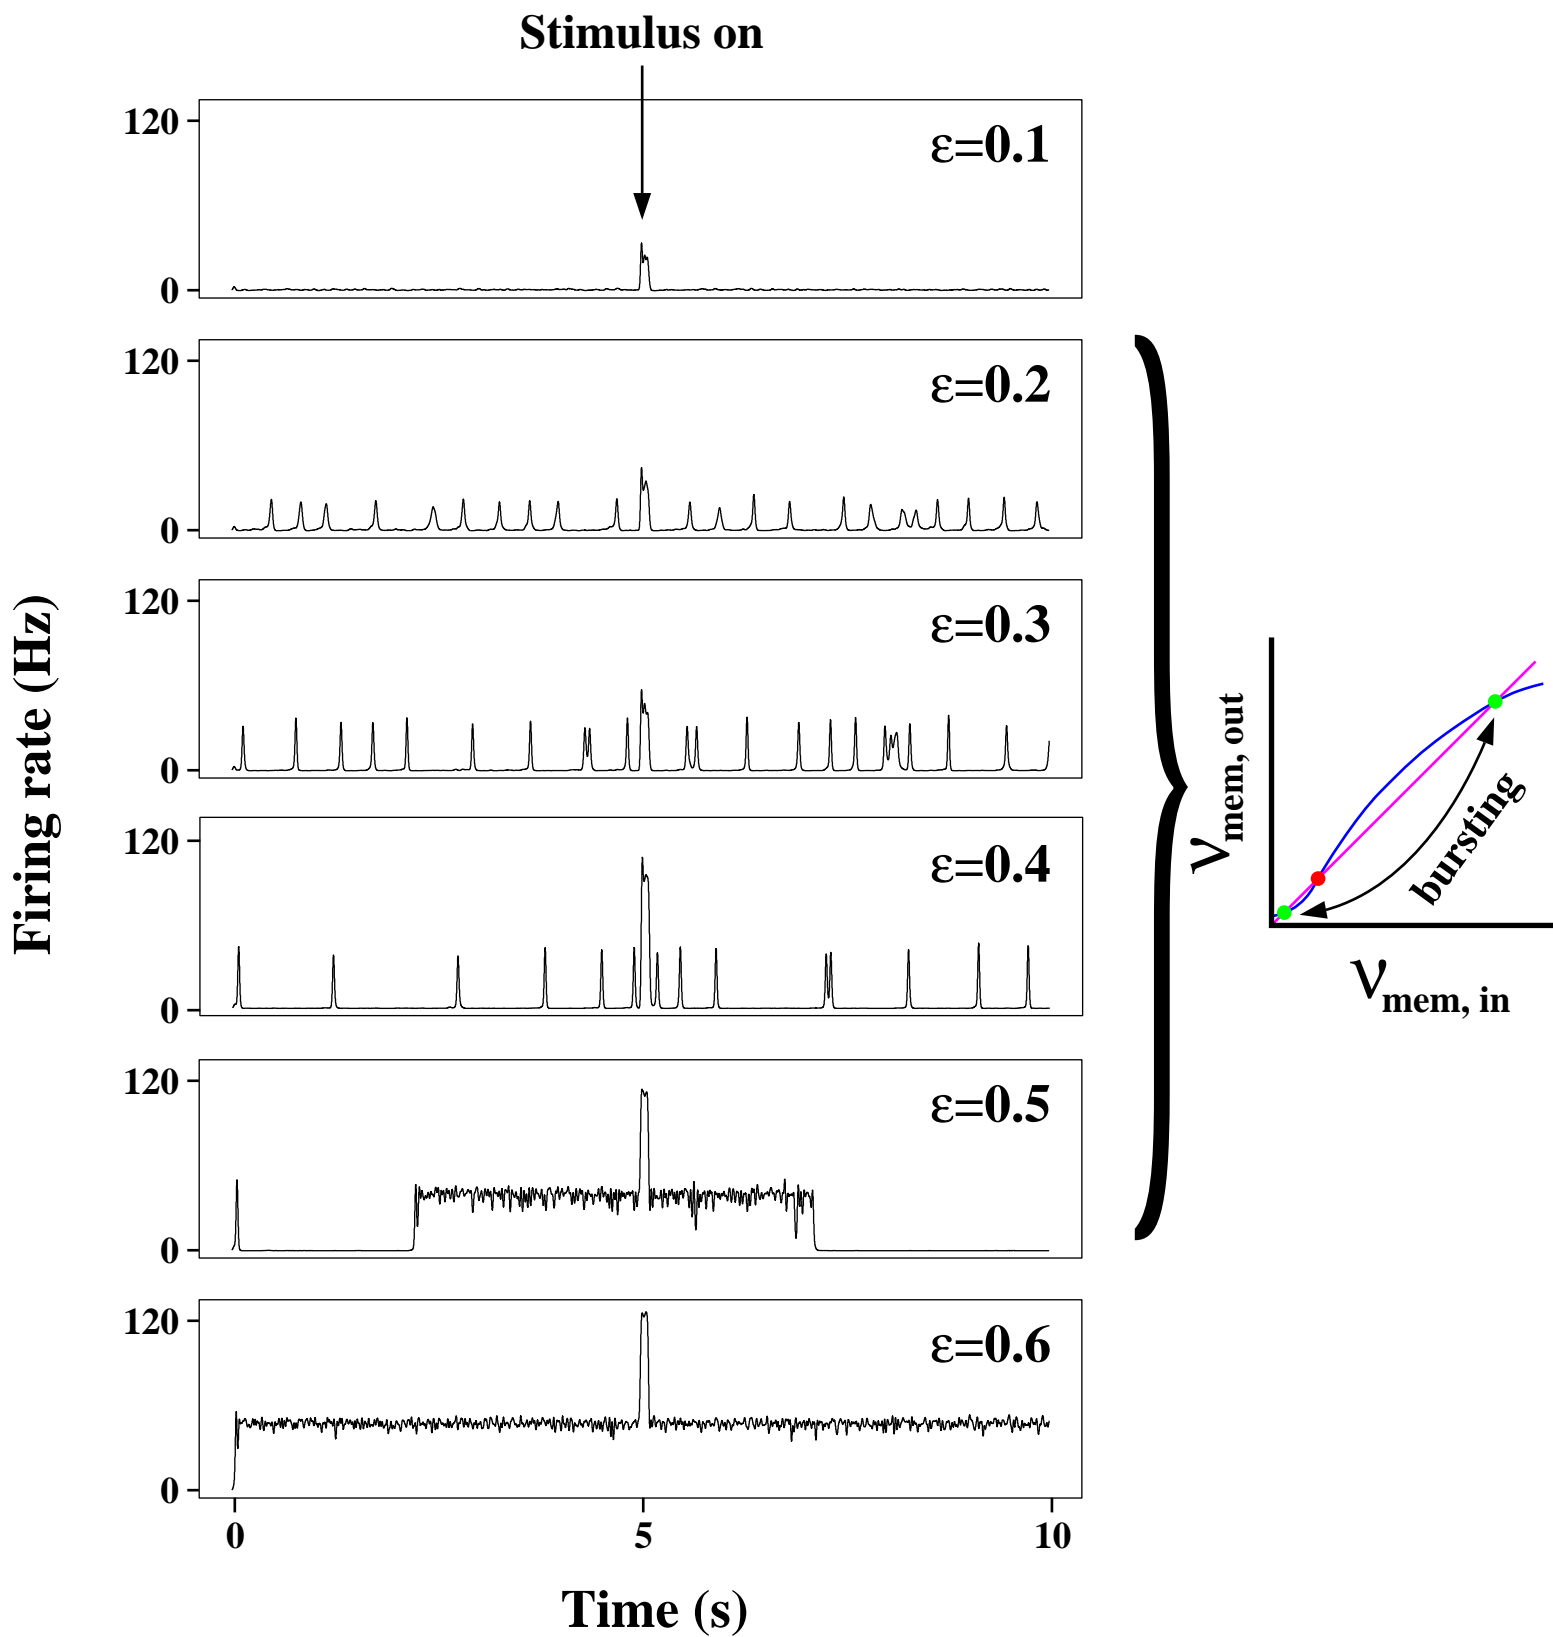 Stimulus on
120
ε=0.1
0
120
ε=0.2
0
120
ε=0.3
0
120
ε=0.4
0
120
ε=0.5
0
120
ε=0.6
0
0 5 10
Time (s)
Firing rate (Hz)
νmem, out
bursting
νmem, in